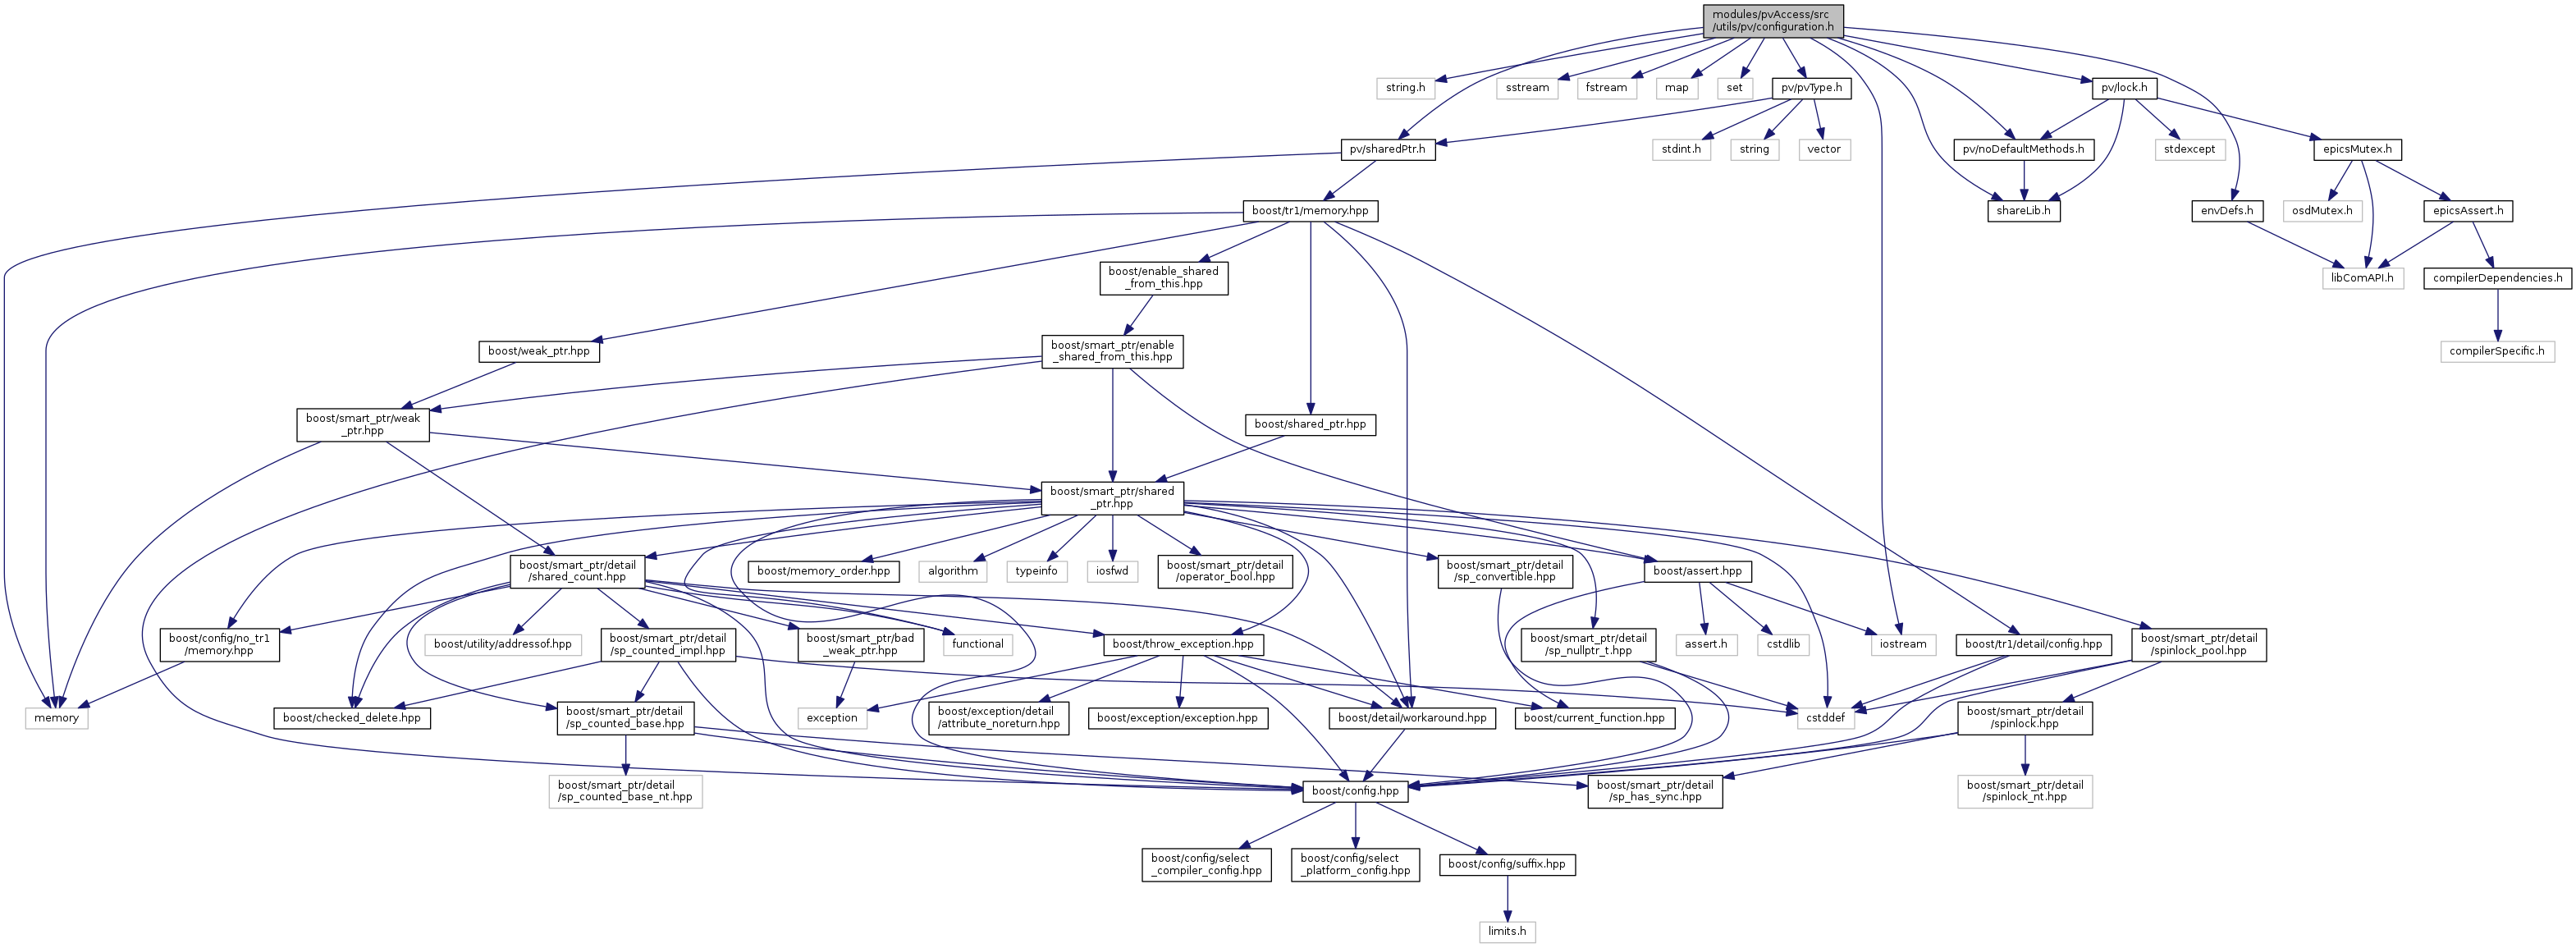 modules/pvAccess/src
/utils/pv/configuration.h
string.h
sstream
fstream
map
set
pv/pvType.h
pv/lock.h
pv/sharedPtr.h
stdint.h
string
vector
pv/noDefaultMethods.h
stdexcept
epicsMutex.h
boost/tr1/memory.hpp
shareLib.h
envDefs.h
osdMutex.h
epicsAssert.h
boost/enable_shared
_from_this.hpp
libComAPI.h
compilerDependencies.h
boost/weak_ptr.hpp
boost/smart_ptr/enable
_shared_from_this.hpp
compilerSpecific.h
boost/smart_ptr/weak
_ptr.hpp
boost/shared_ptr.hpp
boost/smart_ptr/shared
_ptr.hpp
boost/smart_ptr/detail
/shared_count.hpp
boost/memory_order.hpp
algorithm
typeinfo
iosfwd
boost/smart_ptr/detail
/operator_bool.hpp
boost/smart_ptr/detail
/sp_convertible.hpp
boost/assert.hpp
boost/config/no_tr1
/memory.hpp
boost/utility/addressof.hpp
boost/smart_ptr/detail
/sp_counted_impl.hpp
boost/smart_ptr/bad
_weak_ptr.hpp
functional
boost/throw_exception.hpp
boost/smart_ptr/detail
/sp_nullptr_t.hpp
assert.h
cstdlib
iostream
boost/tr1/detail/config.hpp
boost/smart_ptr/detail
/spinlock_pool.hpp
memory
boost/checked_delete.hpp
boost/smart_ptr/detail
/sp_counted_base.hpp
exception
boost/exception/detail
/attribute_noreturn.hpp
boost/exception/exception.hpp
boost/detail/workaround.hpp
boost/current_function.hpp
cstddef
boost/smart_ptr/detail
/spinlock.hpp
boost/smart_ptr/detail
/sp_counted_base_nt.hpp
boost/config.hpp
boost/smart_ptr/detail
/sp_has_sync.hpp
boost/smart_ptr/detail
/spinlock_nt.hpp
boost/config/select
_compiler_config.hpp
boost/config/select
_platform_config.hpp
boost/config/suffix.hpp
limits.h